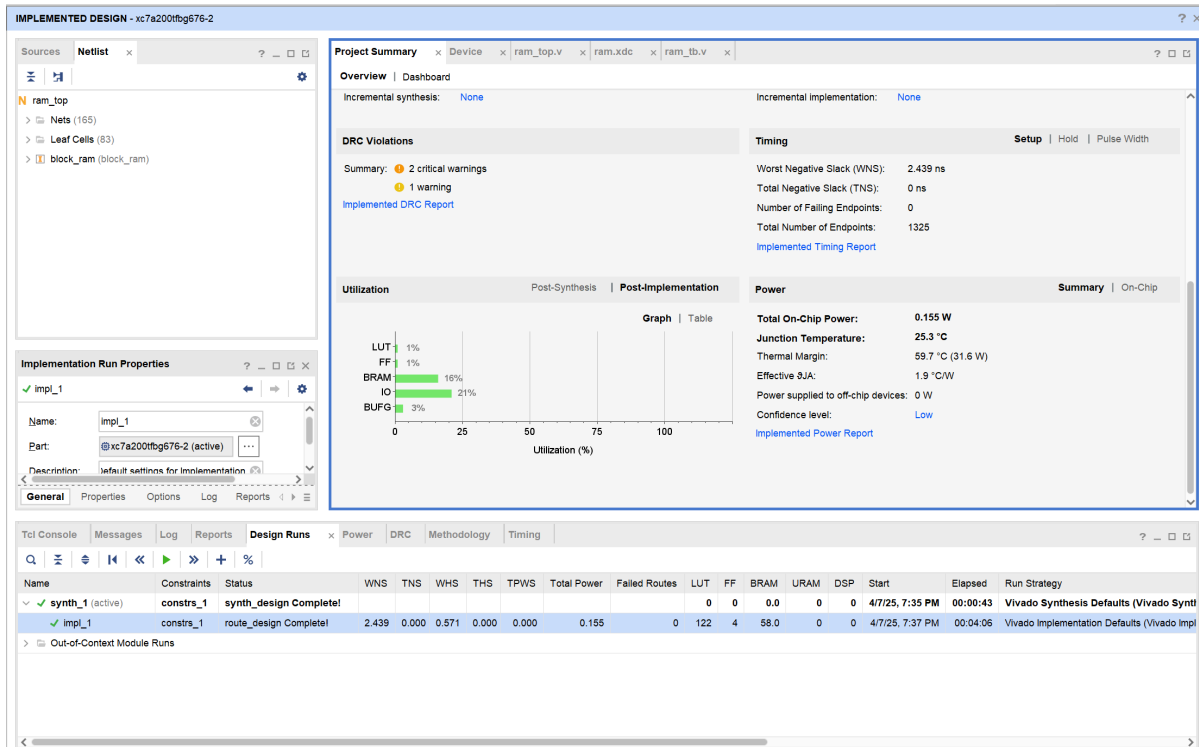 IMPLEMENTED DESIGN - xc7a200tfbg676-2
Sources Netlist
ram_top
Nets (165)
Leaf Cells (83)
block_ram (block_ram)
Implementation Run Properties
impl_1
Name: impl_1
Part: xc7a200tfbg676-2 (active)
Description: default settings for Implementation
General Properties Options Log Reports
Project Summary Device ram_top.v ram.xdc ram_tb.v
Overview | Dashboard
Incremental synthesis: None
Incremental implementation: None
DRC Violations
Summary: 2 critical warnings
1 warning
Implemented DRC Report
Timing Setup | Hold | Pulse Width
Worst Negative Slack (WNS): 2.439 ns
Total Negative Slack (TNS): 0 ns
Number of Failing Endpoints: 0
Total Number of Endpoints: 1325
Implemented Timing Report
Utilization Post-Synthesis | Post-Implementation
Graph | Table
LUT 1%
FF 1%
BRAM 16%
IO 21%
BUFG 3%
0 25 50 75 100
Utilization (%)
Power Summary | On-Chip
Total On-Chip Power: 0.155 W
Junction Temperature: 25.3 °C
Thermal Margin: 59.7 °C (31.6 W)
Effective ϑJA: 1.9 °C/W
Power supplied to off-chip devices: 0 W
Confidence level: Low
Implemented Power Report
Tcl Console Messages Log Reports Design Runs Power DRC Methodology Timing
Name Constraints Status WNS TNS WHS THS TPWS Total Power Failed Routes LUT FF BRAM URAM DSP Start Elapsed Run Strategy
synth_1 (active) constrs_1 synth_design Complete! 0 0 0.0 0 0 4/7/25, 7:35 PM 00:00:43 Vivado Synthesis Defaults (Vivado Synth
impl_1 constrs_1 route_design Complete! 2.439 0.000 0.571 0.000 0.000 0.155 0 122 4 58.0 0 0 4/7/25, 7:37 PM 00:04:06 Vivado Implementation Defaults (Vivado Impl
Out-of-Context Module Runs